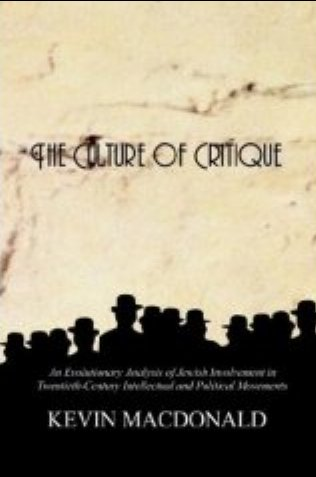 THE CULTURE OF CRITIQUE
An Evolutionary Analysis of Jewish Involvement in
Twentieth-Century Intellectual and Political Movements
KEVIN MACDONALD